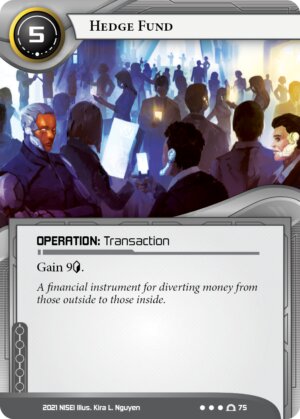 5
Hedge Fund
OPERATION: Transaction
Gain 9.
A financial instrument for diverting money from
those outside to those inside.
2021 NISEI Illus. Kira L. Nguyen
75